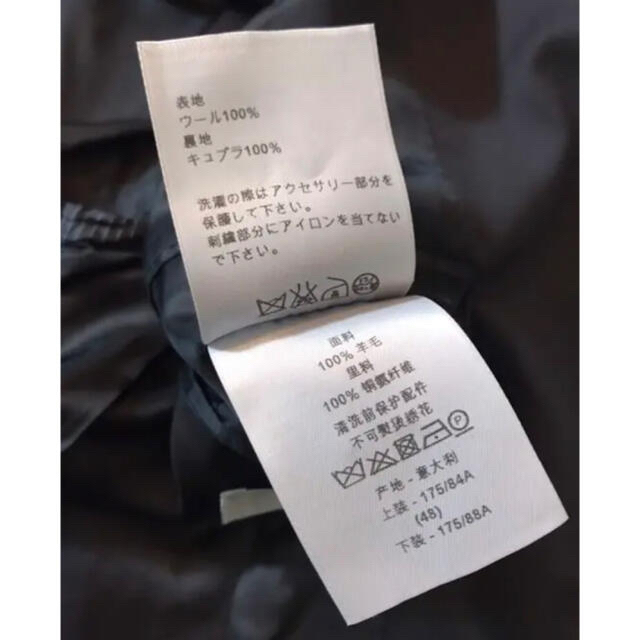 表地
ウール100%
裏地
キュプラ100%
洗濯の際はアクセサリー部分を
保護して下さい。
刺繍部分にアイロンを当てない
で下さい。
面料
100% 羊毛
里料
100% 铜氨纤维
清洗前保护配件
不可熨烫绣花
P
产地 - 意大利
上装 - 175/84A
(48)
下装 - 175/88A